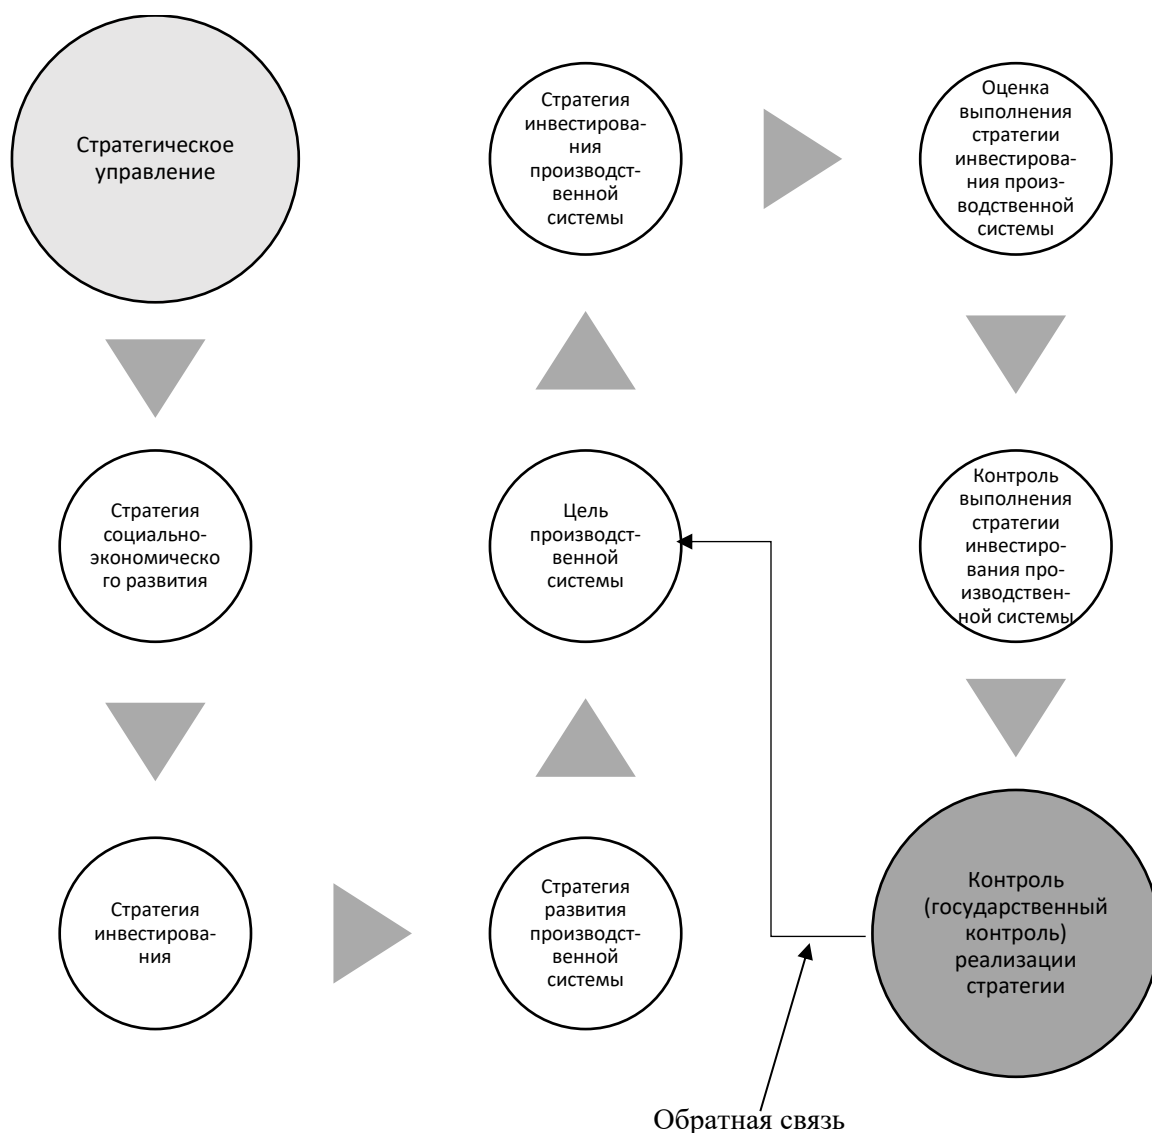 Стратегическое
управление
Стратегия
социально-
экономическо
го развития
Стратегия
инвестирова-
ния
Стратегия
развития
производст-
венной
системы
Цель
производст-
венной
системы
Стратегия
инвестирова-
ния
производст-
венной
системы
Оценка
выполнения
стратегии
инвестирова-
ния произ-
водственной
системы
Контроль
выполнения
стратегии
инвестиро-
вания про-
изводствен-
ной системы
Контроль
(государственный
контроль)
реализации
стратегии
Обратная связь